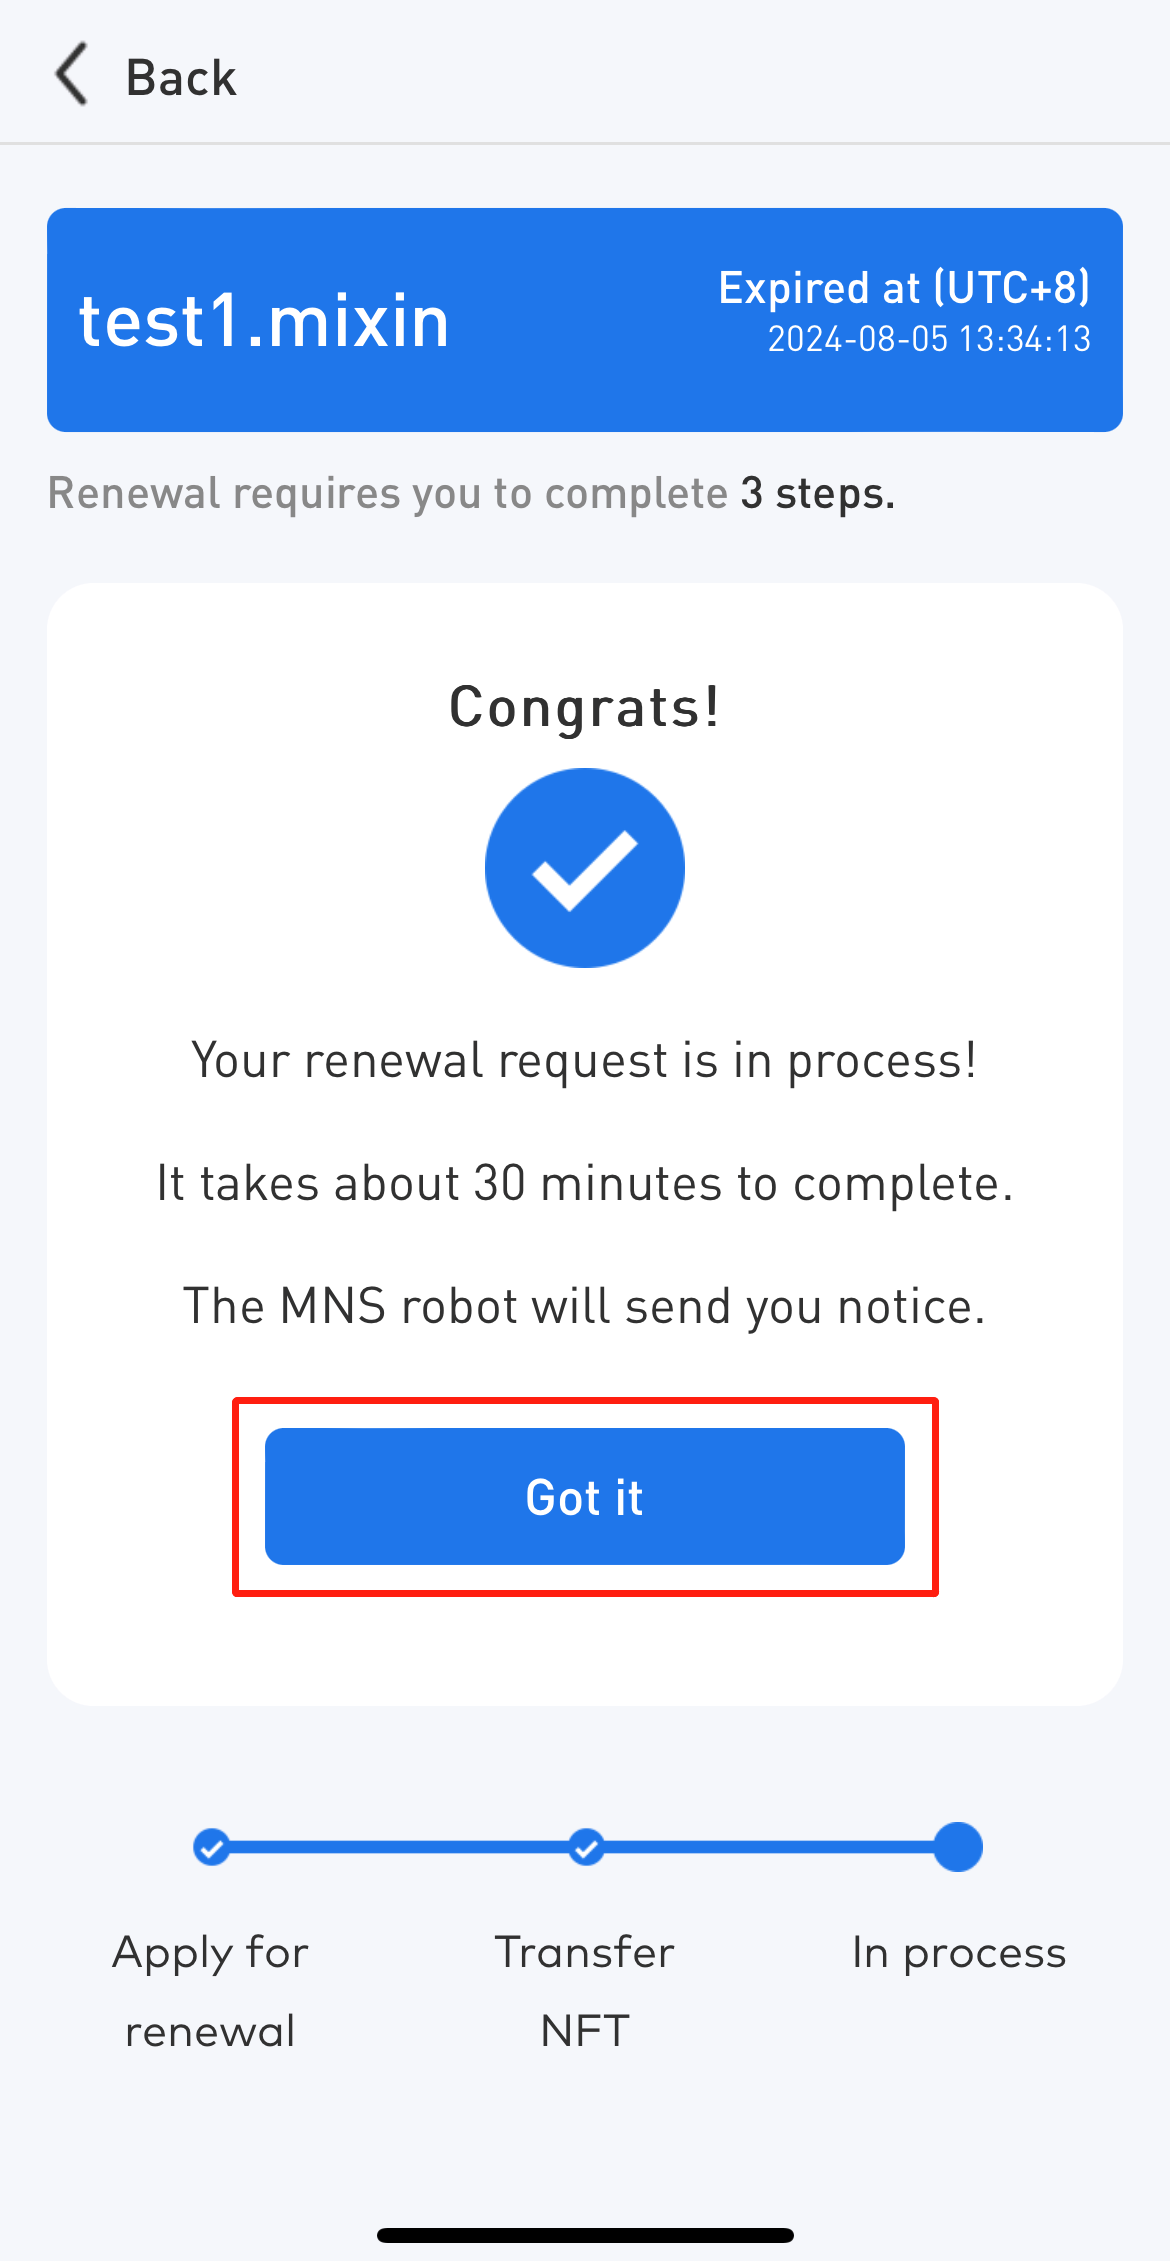 Back
test1.mixin
Expired at (UTC+8)
2024-08-05 13:34:13
Renewal requires you to complete 3 steps.
Congrats!
Your renewal request is in process!
It takes about 30 minutes to complete.
The MNS robot will send you notice.
Got it
Apply for
renewal
Transfer
NFT
In process